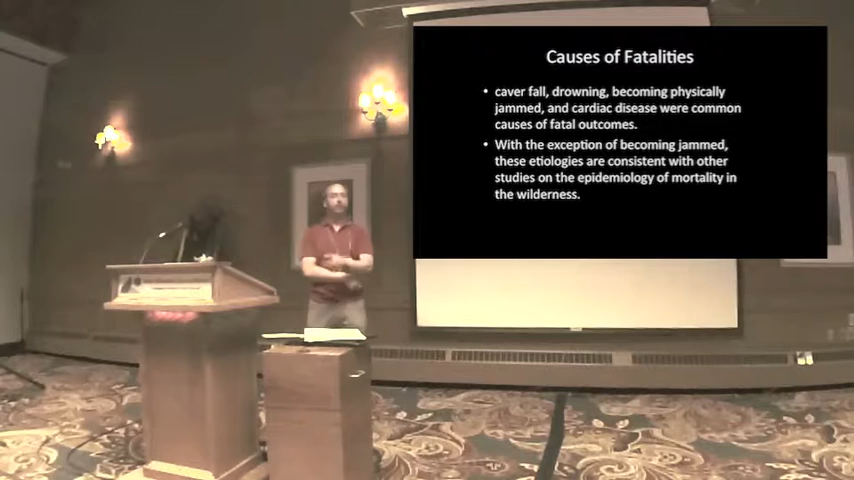 Causes of Fatalities
• caver fall, drowning, becoming physically
jammed, and cardiac disease were common
causes of fatal outcomes.
• With the exception of becoming jammed,
these etiologies are consistent with other
studies on the epidemiology of mortality in
the wilderness.